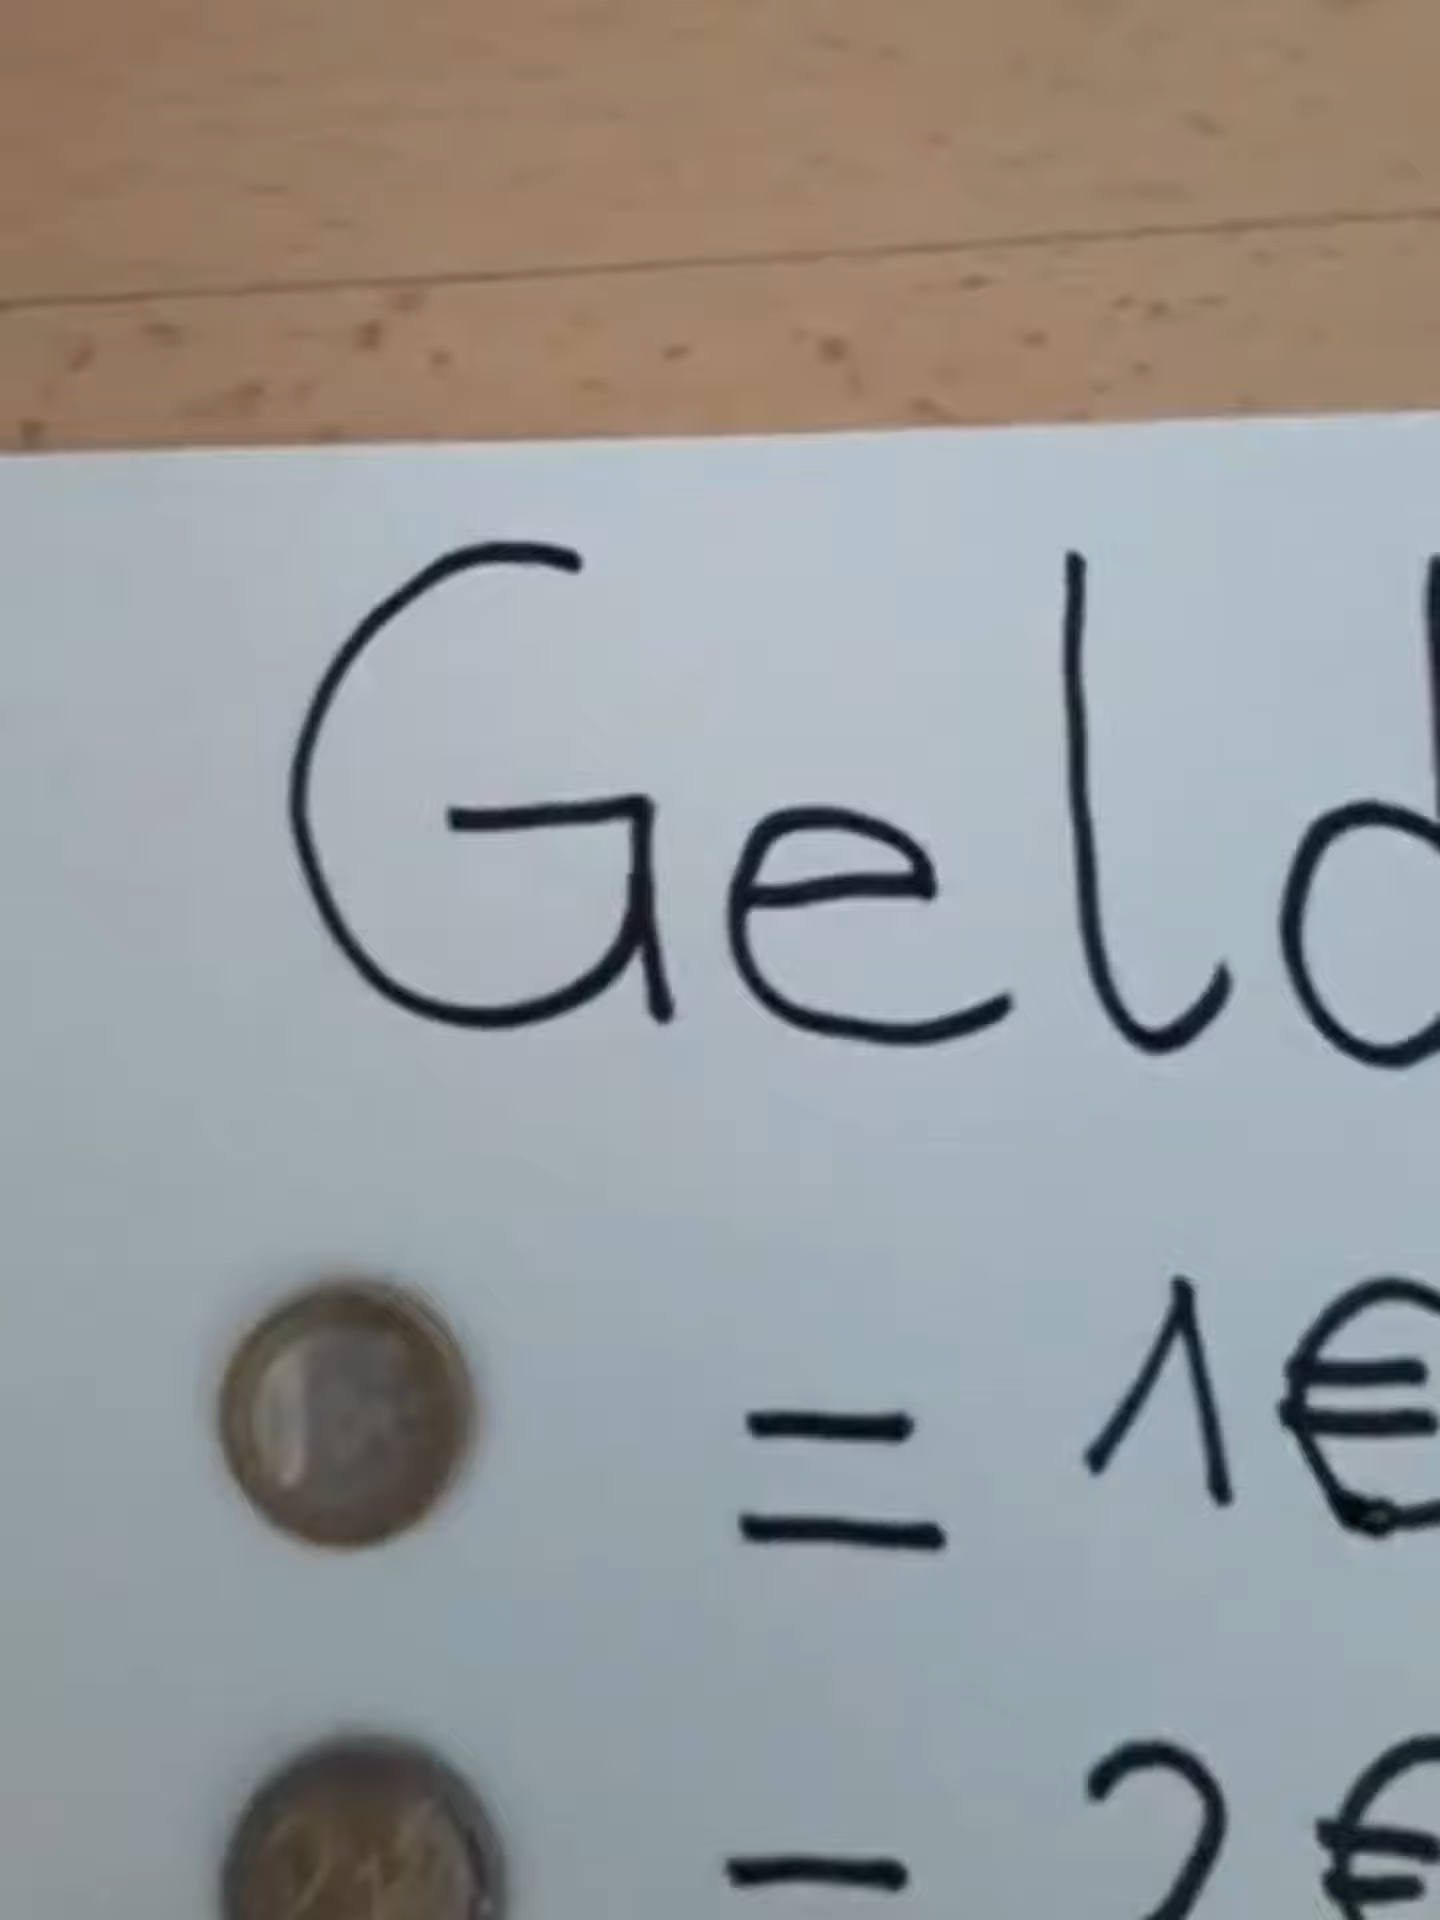 Geld
= 1€
= 2€